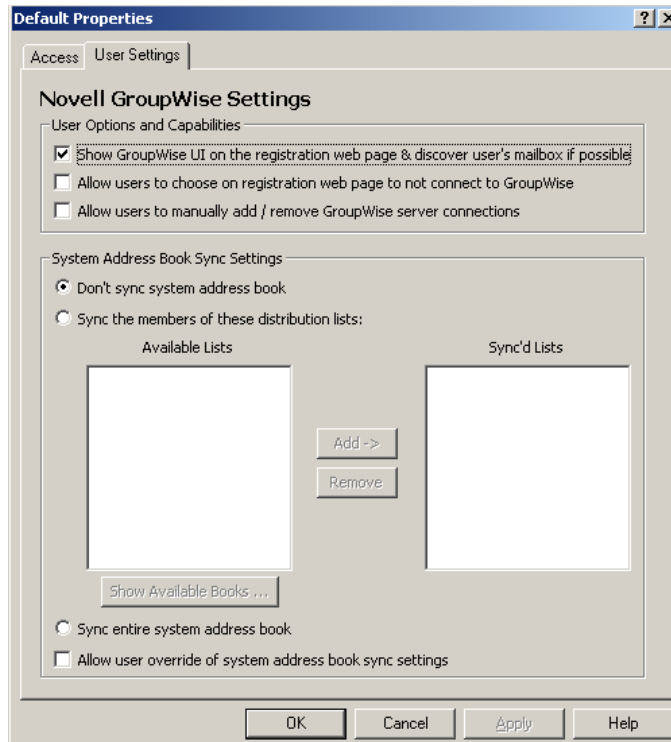 Default Properties
Access
User Settings
Novell GroupWise Settings
User Options and Capabilities
Show GroupWise UI on the registration web page & discover user's mailbox if possible
Allow users to choose on registration web page to not connect to GroupWise
Allow users to manually add / remove GroupWise server connections
System Address Book Sync Settings
Don't sync system address book
Sync the members of these distribution lists:
Available Lists
Sync'd Lists
Add ->
Remove
Show Available Books ...
Sync entire system address book
Allow user override of system address book sync settings
OK
Cancel
Apply
Help